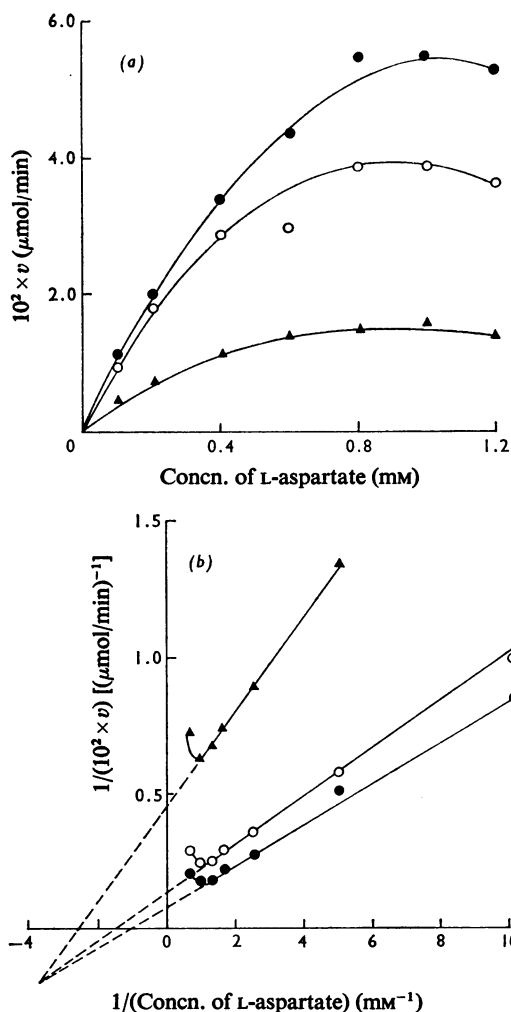 6.0
(a)
4.0
2.0
10² × v (μmol/min)
0 0.4 0.8 1.2
Concn. of L-aspartate (mM)
1.5
(b)
1.0
0.5
1/(10² × v) [(μmol/min)⁻¹]
−4 0 2 4 6 8 10
1/(Concn. of L-aspartate) (mM⁻¹)